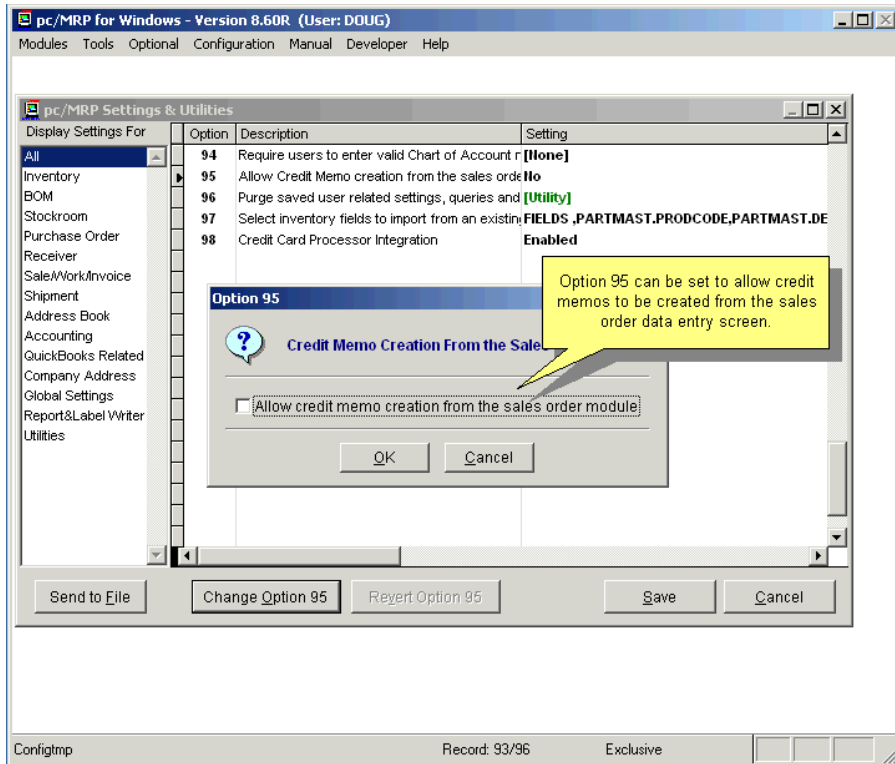 pc/MRP for Windows - Version 8.60R (User: DOUG)
Modules Tools Optional Configuration Manual Developer Help
pc/MRP Settings & Utilities
Display Settings For
Option Description Setting
All
Inventory
BOM
Stockroom
Purchase Order
Receiver
Sale/Work/Invoice
Shipment
Address Book
Accounting
QuickBooks Related
Company Address
Global Settings
Report&Label Writer
Utilities
94 Require users to enter valid Chart of Account [None]
95 Allow Credit Memo creation from the sales orde No
96 Purge saved user related settings, queries and [Utility]
97 Select inventory fields to import from an existin FIELDS ,PARTMAST.PRODCODE,PARTMAST.DE
98 Credit Card Processor Integration Enabled
Option 95 can be set to allow credit
memos to be created from the sales
order data entry screen.
Option 95
Credit Memo Creation From the Sales
Allow credit memo creation from the sales order module
OK Cancel
Send to File Change Option 95 Revert Option 95 Save Cancel
Configtmp Record: 93/96 Exclusive